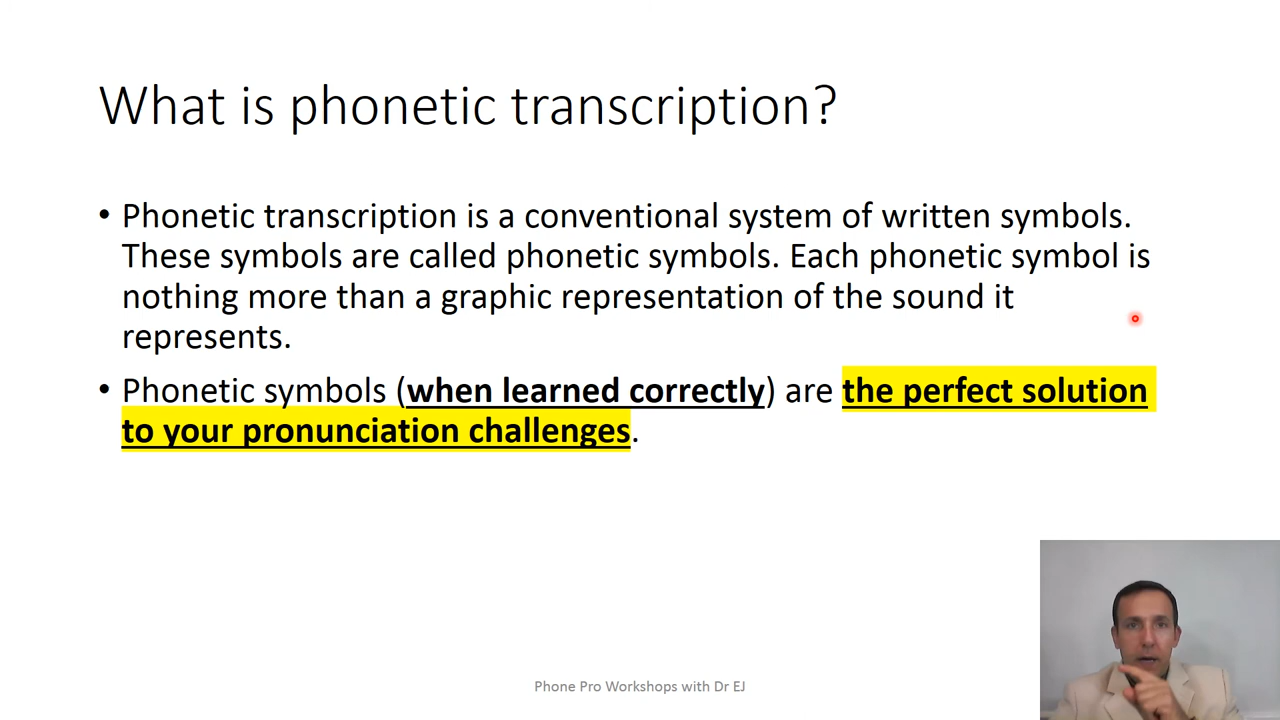 What is phonetic transcription?
• Phonetic transcription is a conventional system of written symbols.
These symbols are called phonetic symbols. Each phonetic symbol is
nothing more than a graphic representation of the sound it
represents.
• Phonetic symbols (when learned correctly) are the perfect solution
to your pronunciation challenges.
Phone Pro Workshops with Dr EJ